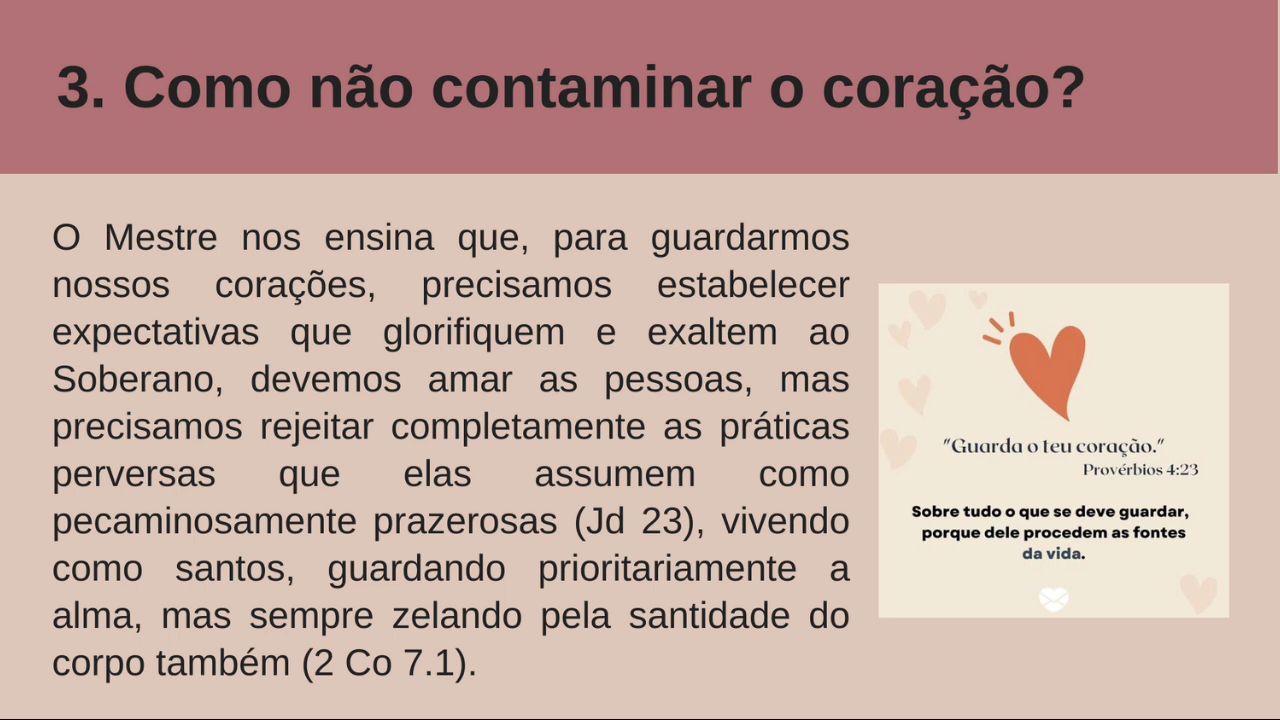 3. Como não contaminar o coração?
O Mestre nos ensina que, para guardarmos
nossos corações, precisamos estabelecer
expectativas que glorifiquem e exaltem ao
Soberano, devemos amar as pessoas, mas
precisamos rejeitar completamente as práticas
perversas que elas assumem como
pecaminosamente prazerosas (Jd 23), vivendo
como santos, guardando prioritariamente a
alma, mas sempre zelando pela santidade do
corpo também (2 Co 7.1).
"Guarda o teu coração."
Provérbios 4:23
Sobre tudo o que se deve guardar,
porque dele procedem as fontes
da vida.